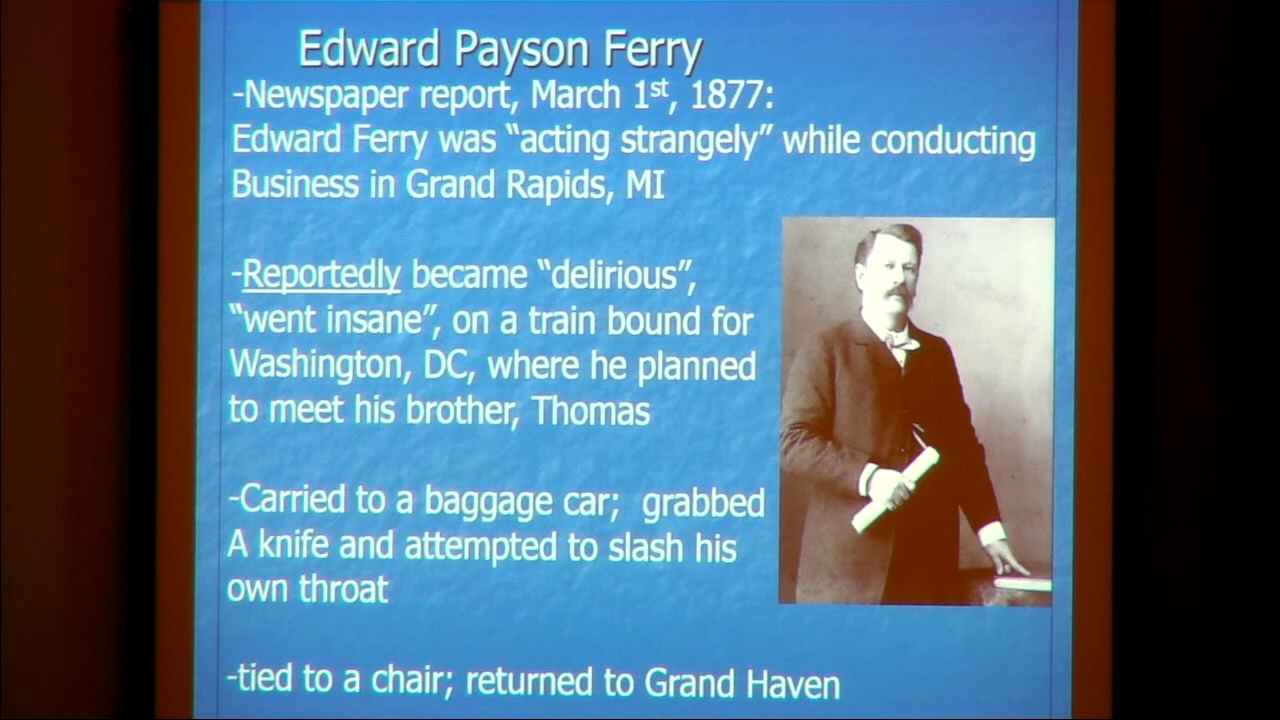 Edward Payson Ferry
-Newspaper report, March 1st, 1877:
Edward Ferry was “acting strangely” while conducting
Business in Grand Rapids, MI
-Reportedly became “delirious”,
“went insane”, on a train bound for
Washington, DC, where he planned
to meet his brother, Thomas
-Carried to a baggage car;  grabbed
A knife and attempted to slash his
own throat
-tied to a chair; returned to Grand Haven